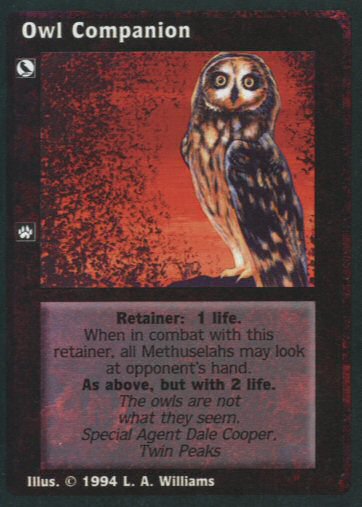 Owl Companion
Retainer: 1 life.
When in combat with this
retainer, all Methuselahs may look
at opponent's hand.
As above, but with 2 life.
The owls are not
what they seem.
Special Agent Dale Cooper,
Twin Peaks
Illus. © 1994 L. A. Williams